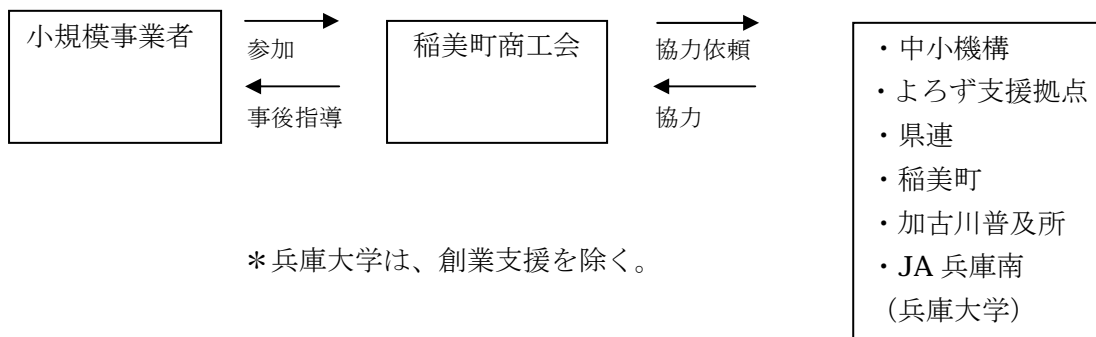 小規模事業者
参加
事後指導
稲美町商工会
協力依頼
協力
・中小機構
・よろず支援拠点
・県連
・稲美町
・加古川普及所
・JA 兵庫南
（兵庫大学）
＊兵庫大学は、創業支援を除く。